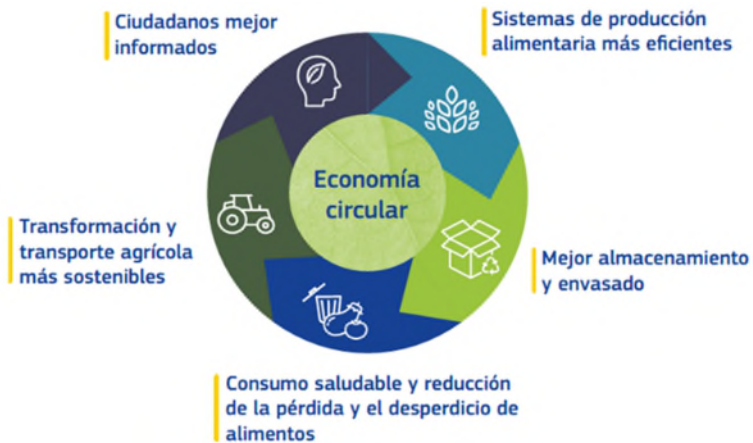 Ciudadanos mejor
informados
Sistemas de producción
alimentaria más eficientes
Economía
circular
Transformación y
transporte agrícola
más sostenibles
Mejor almacenamiento
y envasado
Consumo saludable y reducción
de la pérdida y el desperdicio de
alimentos